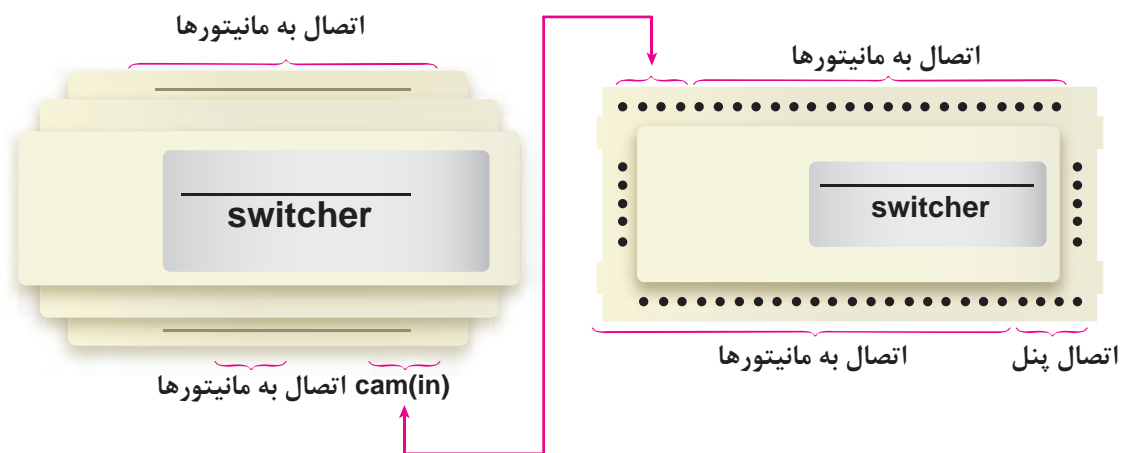 اتصال به مانیتورها
اتصال به مانیتورها
switcher
switcher
اتصال به مانیتورها cam(in)
اتصال به مانیتورها
اتصال پنل